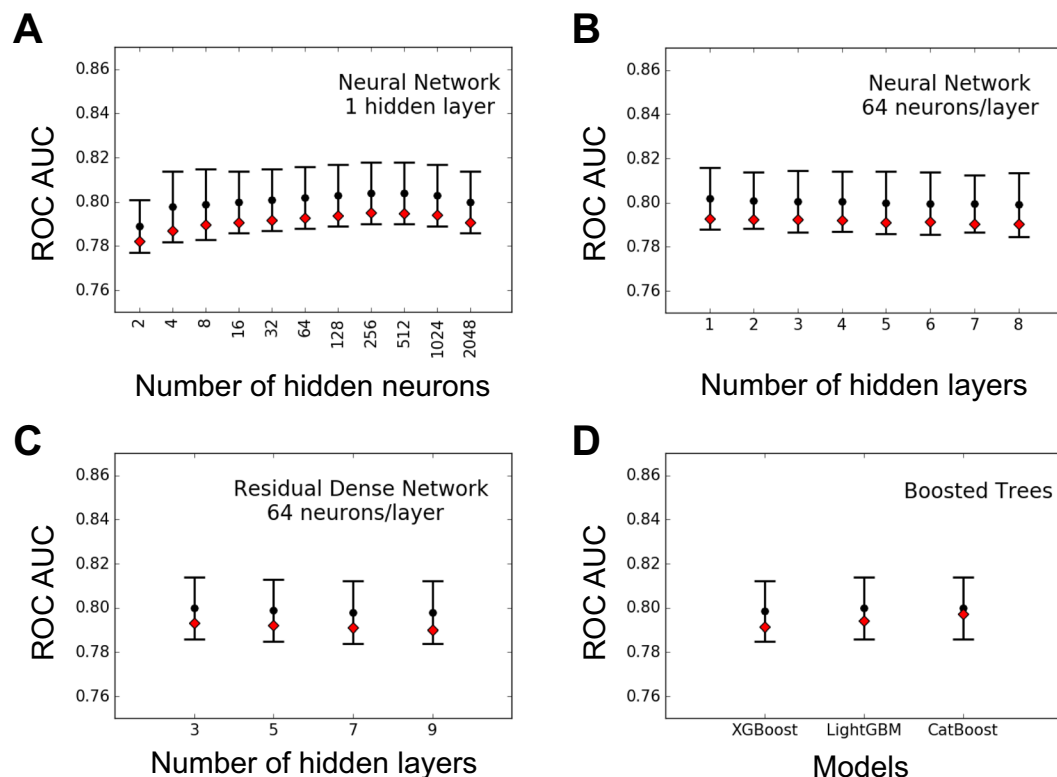 A
ROC AUC
0.86
0.84
0.82
0.80
0.78
0.76
Neural Network
1 hidden layer
2
4
8
16
32
64
128
256
512
1024
2048
Number of hidden neurons
B
ROC AUC
0.86
0.84
0.82
0.80
0.78
0.76
Neural Network
64 neurons/layer
1 2 3 4 5 6 7 8
Number of hidden layers
C
ROC AUC
0.86
0.84
0.82
0.80
0.78
0.76
Residual Dense Network
64 neurons/layer
3 5 7 9
Number of hidden layers
D
ROC AUC
0.86
0.84
0.82
0.80
0.78
0.76
Boosted Trees
XGBoost LightGBM CatBoost
Models